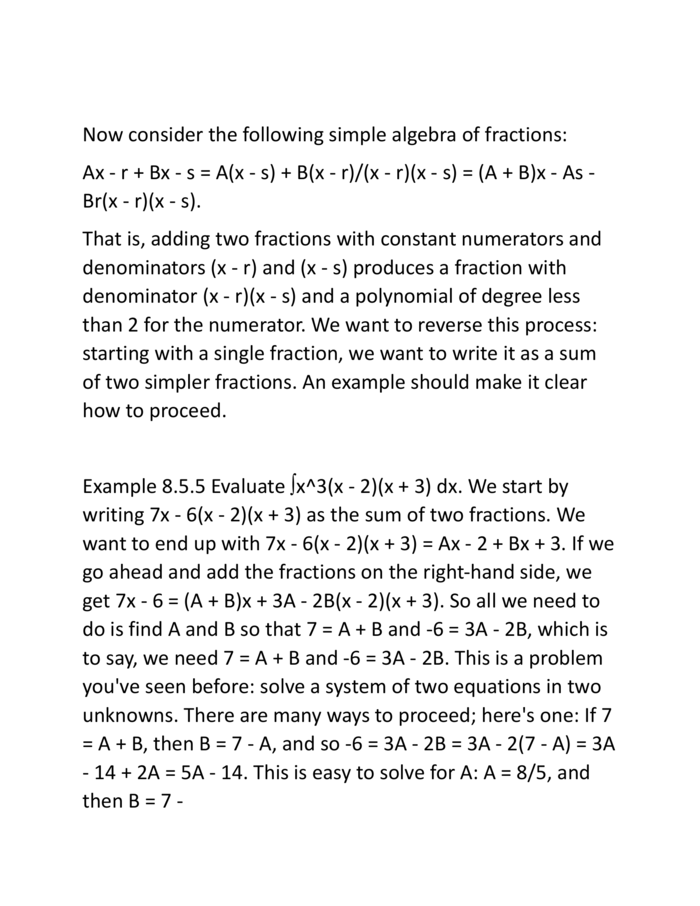 Now consider the following simple algebra of fractions:
Ax - r + Bx - s = A(x - s) + B(x - r)/(x - r)(x - s) = (A + B)x - As -
Br(x - r)(x - s).
That is, adding two fractions with constant numerators and
denominators (x - r) and (x - s) produces a fraction with
denominator (x - r)(x - s) and a polynomial of degree less
than 2 for the numerator. We want to reverse this process:
starting with a single fraction, we want to write it as a sum
of two simpler fractions. An example should make it clear
how to proceed.
Example 8.5.5 Evaluate ∫x^3(x - 2)(x + 3) dx. We start by
writing 7x - 6(x - 2)(x + 3) as the sum of two fractions. We
want to end up with 7x - 6(x - 2)(x + 3) = Ax - 2 + Bx + 3. If we
go ahead and add the fractions on the right-hand side, we
get 7x - 6 = (A + B)x + 3A - 2B(x - 2)(x + 3). So all we need to
do is find A and B so that 7 = A + B and -6 = 3A - 2B, which is
to say, we need 7 = A + B and -6 = 3A - 2B. This is a problem
you've seen before: solve a system of two equations in two
unknowns. There are many ways to proceed; here's one: If 7
= A + B, then B = 7 - A, and so -6 = 3A - 2B = 3A - 2(7 - A) = 3A
- 14 + 2A = 5A - 14. This is easy to solve for A: A = 8/5, and
then B = 7 -